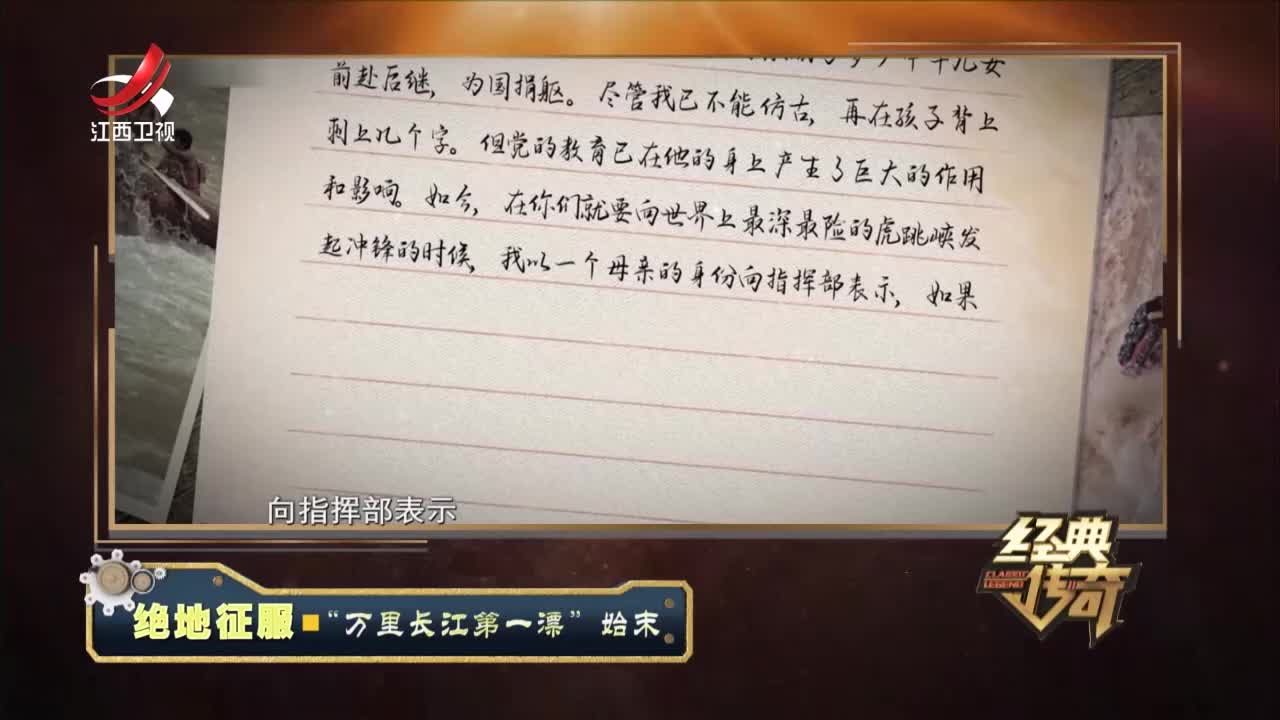 江西卫视
前赴后继，为国捐躯。尽管我已不能仿古，再在孩子背上
刺上几个字。但党的教育已在他的身上产生了巨大的作用
和影响。如今，在你们就要向世界上最深最险的虎跳峡发
起冲锋的时候，我以一个母亲的身份向指挥部表示，如果
向指挥部表示
经典
CLASSIC
LEGEND
传奇
绝地征服■“万里长江第一漂”始末